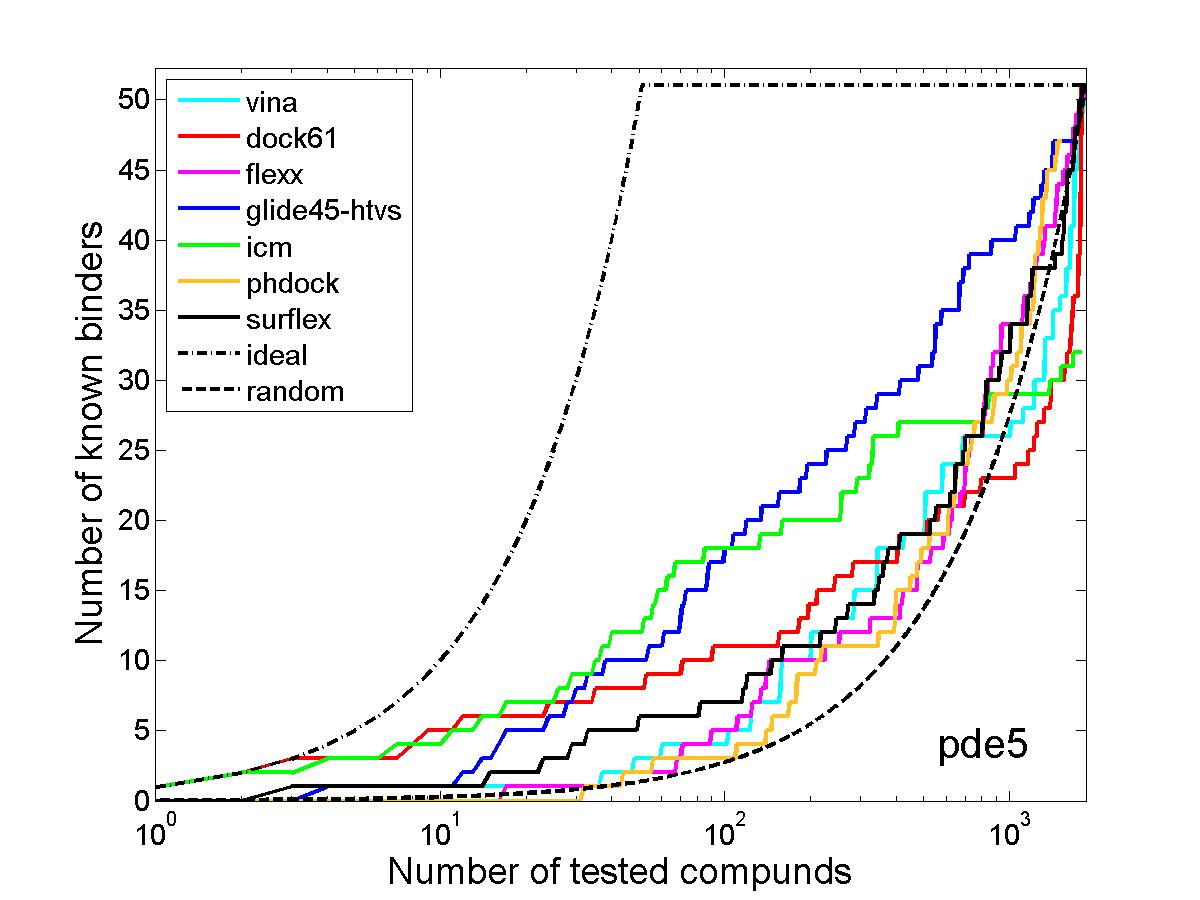 50
45
40
35
30
25
20
15
10
5
0
Number of known binders
vina
dock61
flexx
glide45-htvs
icm
phdock
surflex
ideal
random
pde5
10^0
10^1
10^2
10^3
Number of tested compunds